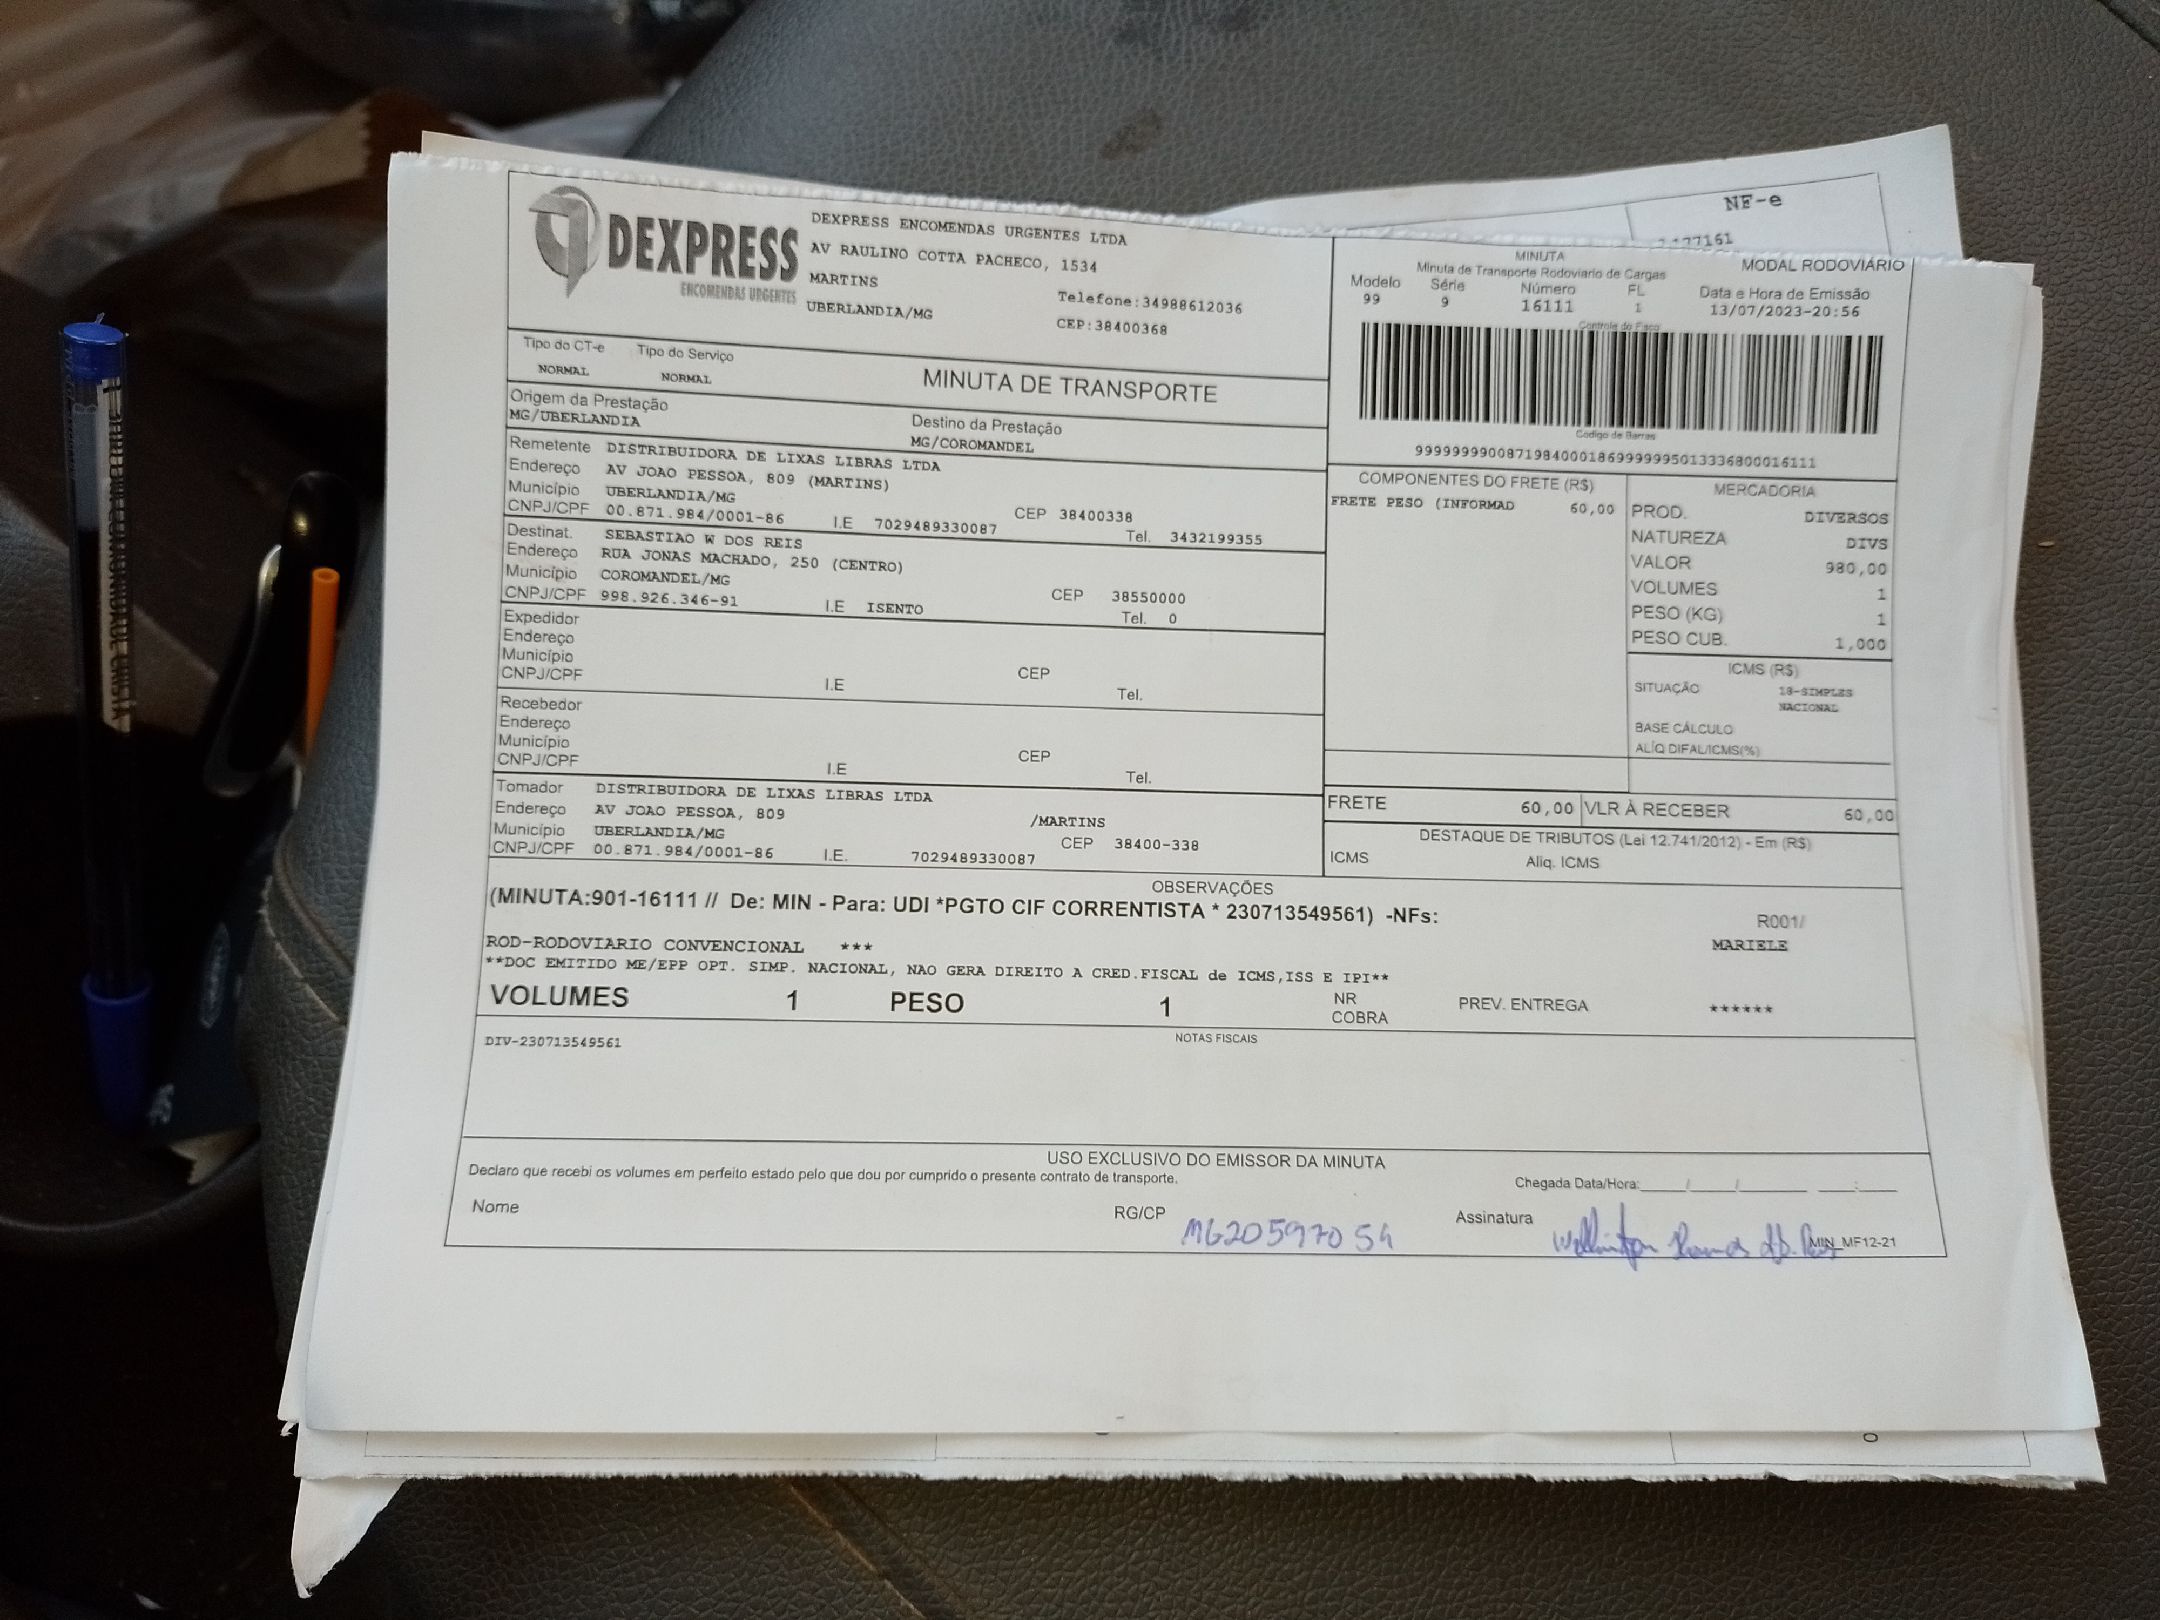 NF-e
177161
DEXPRESS
ENCOMENDAS URGENTES
DEXPRESS ENCOMENDAS URGENTES LTDA
AV RAULINO COTTA PACHECO, 1534
MARTINS
UBERLANDIA/MG
Telefone:34988612036
CEP:38400368
MINUTA
MODAL RODOVIÁRIO
Minuta de Transporte Rodoviario de Cargas
Modelo Série Número FL Data e Hora de Emissão
99 9 16111 1 13/07/2023-20:56
Controle do Fisco
Codigo de Barras
99999999008719840001869999995013336800016111
Tipo do CT-e Tipo do Serviço
NORMAL NORMAL
MINUTA DE TRANSPORTE
Origem da Prestação Destino da Prestação
MG/UBERLANDIA MG/COROMANDEL
Remetente DISTRIBUIDORA DE LIXAS LIBRAS LTDA
Endereço AV JOAO PESSOA, 809 (MARTINS)
Município UBERLANDIA/MG CEP 38400338
CNPJ/CPF 00.871.984/0001-86 I.E 7029489330087 Tel. 3432199355
Destinat. SEBASTIAO W DOS REIS
Endereço RUA JONAS MACHADO, 250 (CENTRO)
Município COROMANDEL/MG CEP 38550000
CNPJ/CPF 998.926.346-91 I.E ISENTO Tel. 0
Expedidor
Endereço
Município CEP
CNPJ/CPF I.E Tel.
Recebedor
Endereço
Município CEP
CNPJ/CPF I.E Tel.
Tomador DISTRIBUIDORA DE LIXAS LIBRAS LTDA
Endereço AV JOAO PESSOA, 809 /MARTINS
Município UBERLANDIA/MG CEP 38400-338
CNPJ/CPF 00.871.984/0001-86 I.E. 7029489330087
COMPONENTES DO FRETE (R$)
FRETE PESO (INFORMAD 60,00
MERCADORIA
PROD. DIVERSOS
NATUREZA DIVS
VALOR 980,00
VOLUMES 1
PESO (KG) 1
PESO CUB. 1,000
ICMS (R$)
SITUAÇÃO 18-SIMPLES
NACIONAL
BASE CÁLCULO
ALÍQ DIFAL/ICMS(%)
FRETE 60,00 VLR À RECEBER 60,00
DESTAQUE DE TRIBUTOS (Lei 12.741/2012) - Em (R$)
ICMS Aliq. ICMS
OBSERVAÇÕES
(MINUTA:901-16111 // De: MIN - Para: UDI *PGTO CIF CORRENTISTA * 230713549561) -NFs:
R001/
ROD-RODOVIARIO CONVENCIONAL *** MARIELE
**DOC EMITIDO ME/EPP OPT. SIMP. NACIONAL, NAO GERA DIREITO A CRED.FISCAL de ICMS,ISS E IPI**
VOLUMES 1 PESO 1 NR COBRA PREV. ENTREGA ******
NOTAS FISCAIS
DIV-230713549561
USO EXCLUSIVO DO EMISSOR DA MINUTA
Declaro que recebi os volumes em perfeito estado pelo que dou por cumprido o presente contrato de transporte.
Chegada Data/Hora:____/____/______ ____:____
Nome RG/CP MG20597054 Assinatura
MIN_MF12-21